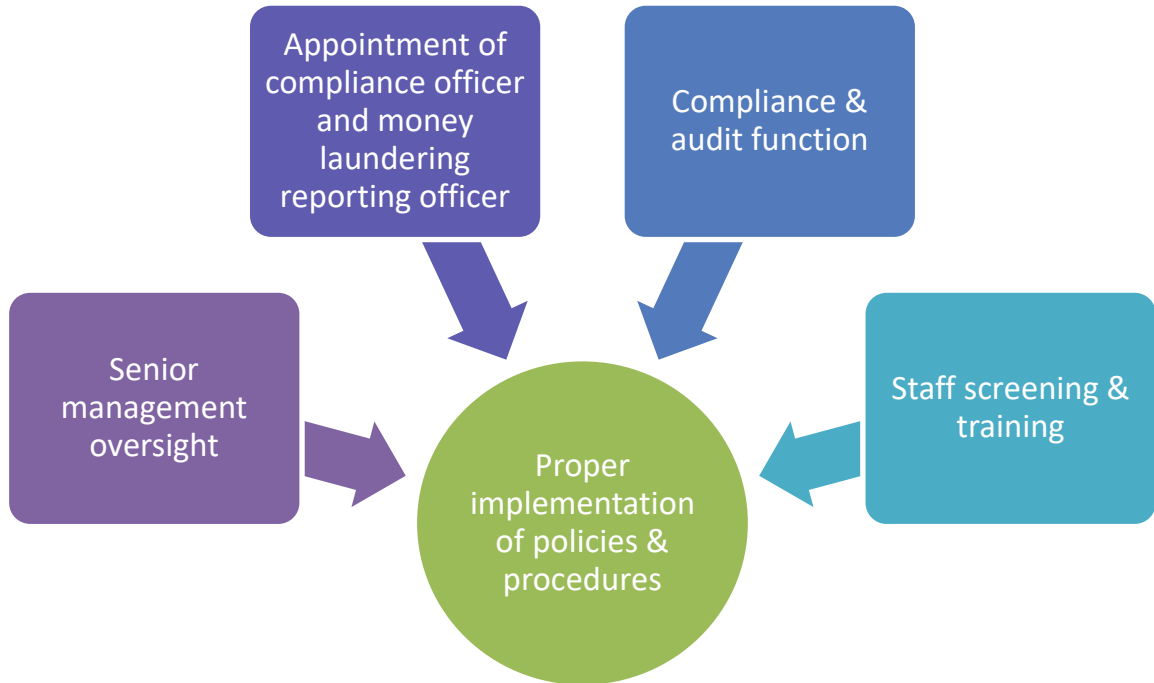 Appointment of
compliance officer
and money
laundering
reporting officer
Compliance &
audit function
Senior
management
oversight
Staff screening &
training
Proper
implementation
of policies &
procedures